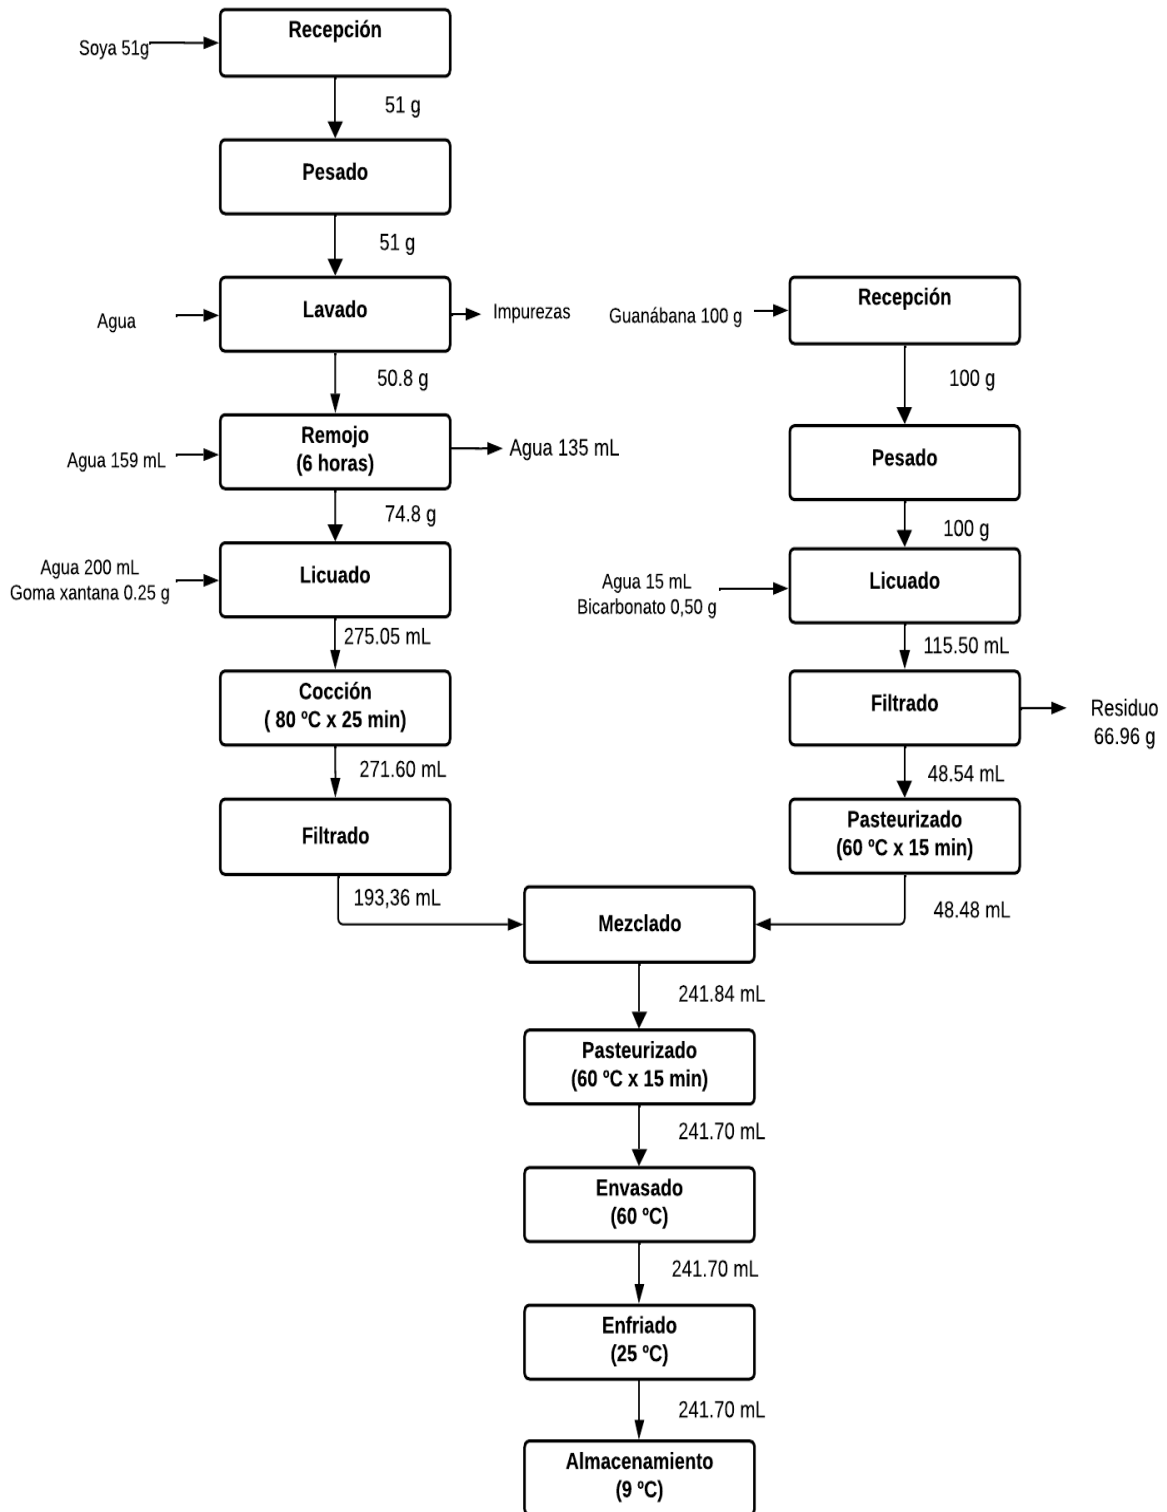 Recepción
Soya 51g
51 g
Pesado
51 g
Lavado
Agua
Impurezas
50.8 g
Remojo
(6 horas)
Agua 159 mL
Agua 135 mL
74.8 g
Licuado
Agua 200 mL
Goma xantana 0.25 g
275.05 mL
Cocción
( 80 ºC x 25 min)
271.60 mL
Filtrado
193,36 mL
Recepción
Guanábana 100 g
100 g
Pesado
100 g
Licuado
Agua 15 mL
Bicarbonato 0,50 g
115.50 mL
Filtrado
Residuo
66.96 g
48.54 mL
Pasteurizado
(60 ºC x 15 min)
48.48 mL
Mezclado
241.84 mL
Pasteurizado
(60 ºC x 15 min)
241.70 mL
Envasado
(60 ºC)
241.70 mL
Enfriado
(25 ºC)
241.70 mL
Almacenamiento
(9 ºC)